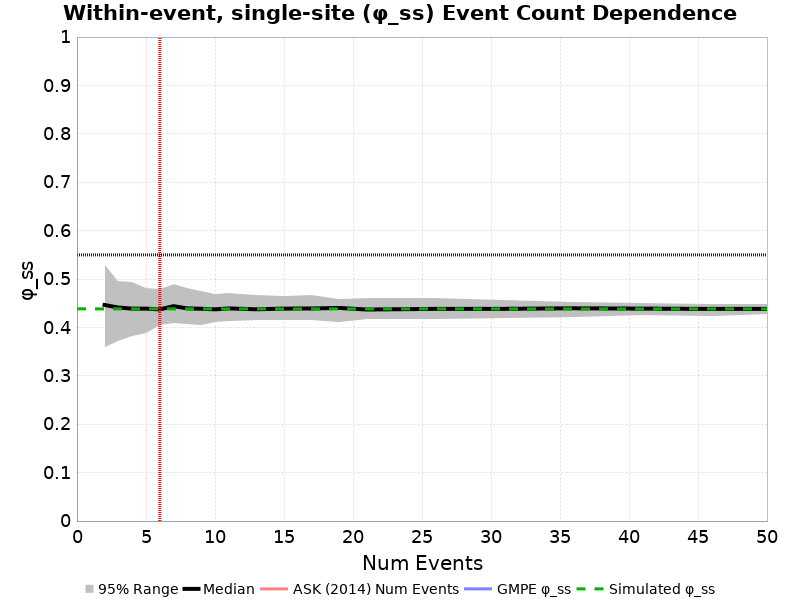 Within-event, single-site (φ_ss) Event Count Dependence
1
0.9
0.8
0.7
0.6
0.5
0.4
0.3
0.2
0.1
0
φ_ss
0 5 10 15 20 25 30 35 40 45 50
Num Events
95% Range Median ASK (2014) Num Events GMPE φ_ss Simulated φ_ss